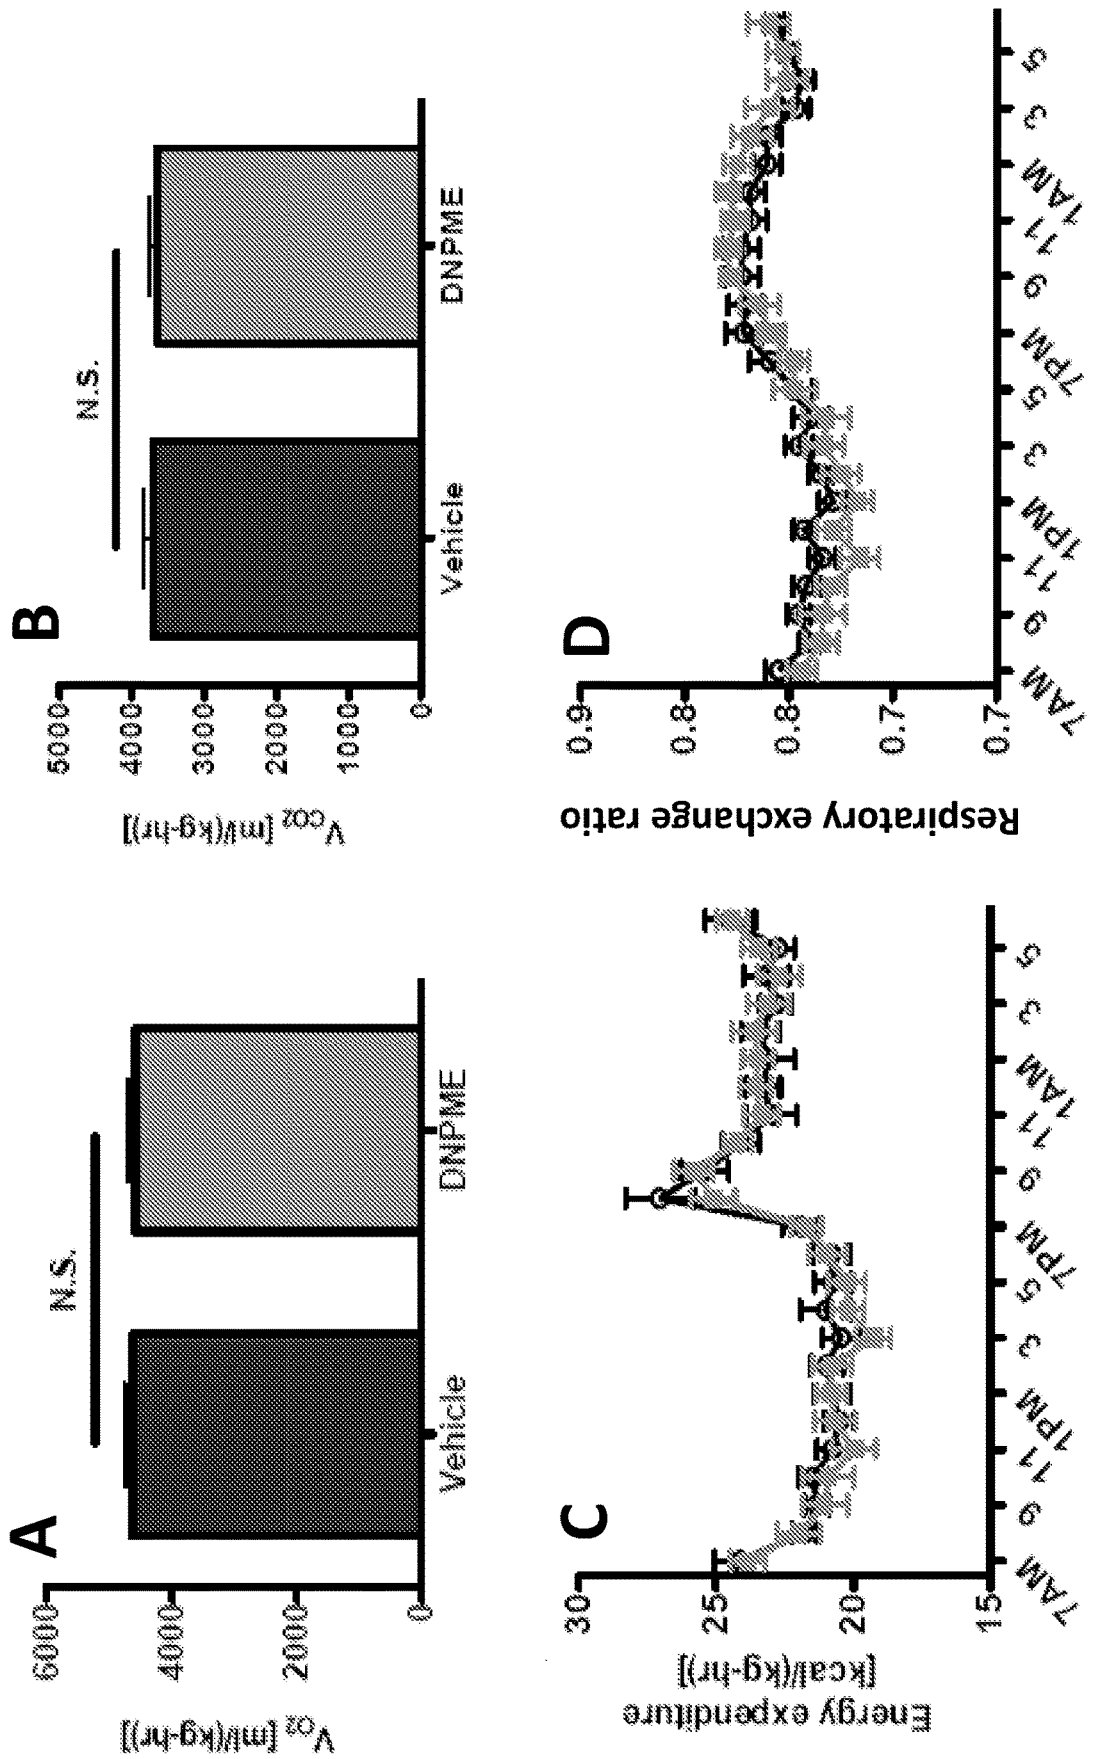 A
V_O2 [ml/(kg-hr)]
6000
4000
2000
0
N.S.
Vehicle
DNPME
B
V_CO2 [ml/(kg-hr)]
5000
4000
3000
2000
1000
0
N.S.
Vehicle
DNPME
C
Energy expenditure
[kcal/(kg-hr)]
30
25
20
15
7AM 9 11 1PM 3 5 7PM 9 11 1AM 3 5
D
Respiratory exchange ratio
0.9
0.8
0.8
0.7
0.7
7AM 9 11 1PM 3 5 7PM 9 11 1AM 3 5